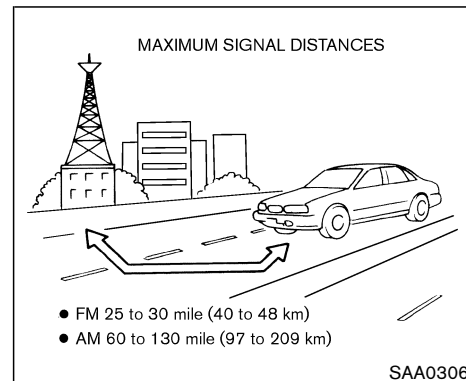 MAXIMUM SIGNAL DISTANCES
● FM 25 to 30 mile (40 to 48 km)
● AM 60 to 130 mile (97 to 209 km)
SAA0306